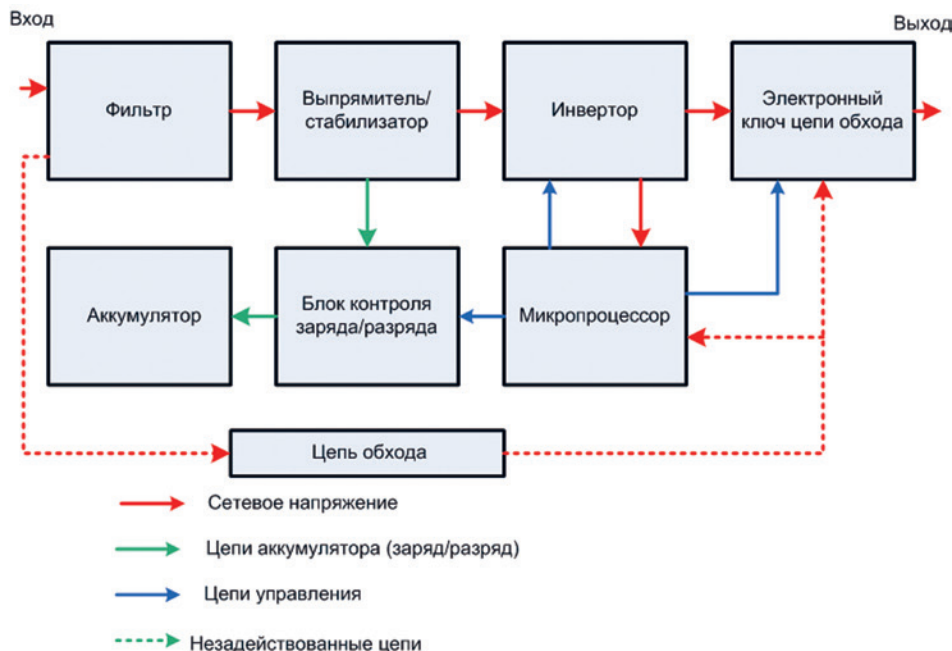 Вход
Выход
Фильтр
Выпрямитель/
стабилизатор
Инвертор
Электронный
ключ цепи обхода
Аккумулятор
Блок контроля
заряда/разряда
Микропроцессор
Цепь обхода
Сетевое напряжение
Цепи аккумулятора (заряд/разряд)
Цепи управления
Незадействованные цепи